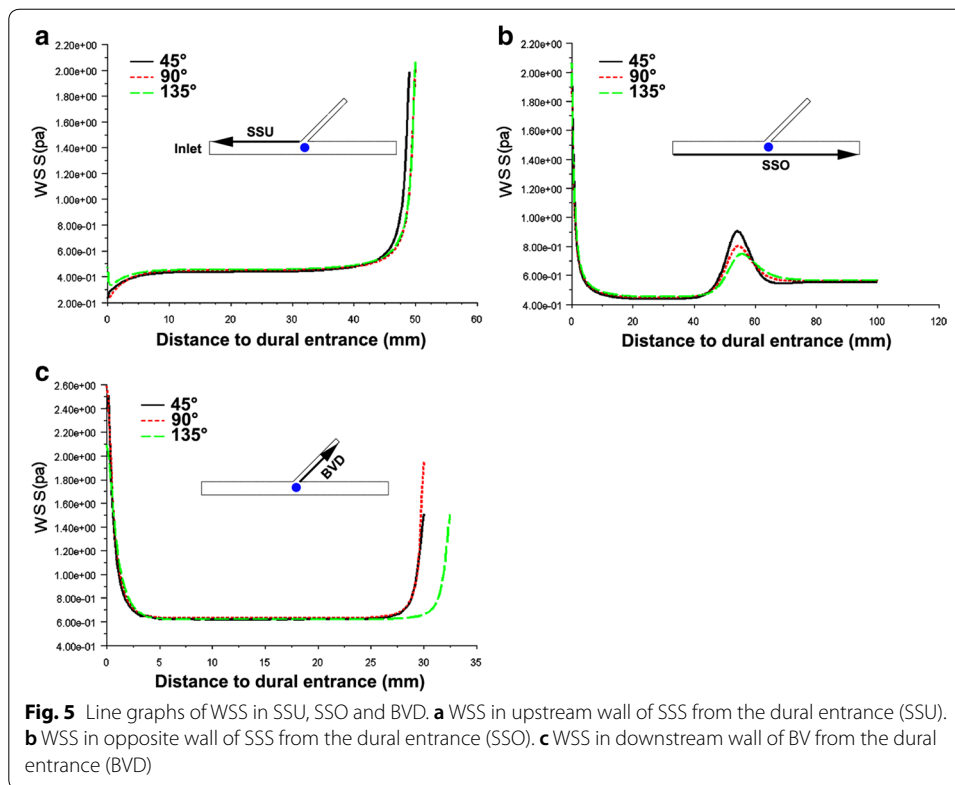 a
2.20e+00
2.00e+00
1.80e+00
1.60e+00
1.40e+00
1.20e+00
1.00e+00
8.00e-01
6.00e-01
4.00e-01
2.00e-01
WSS(pa)
45°
90°
135°
SSU
Inlet
0 10 20 30 40 50 60
Distance to dural entrance (mm)
b
2.20e+00
2.00e+00
1.80e+00
1.60e+00
1.40e+00
1.20e+00
1.00e+00
8.00e-01
6.00e-01
4.00e-01
WSS(pa)
45°
90°
135°
SSO
0 20 40 60 80 100 120
Distance to dural entrance (mm)
c
2.60e+00
2.40e+00
2.20e+00
2.00e+00
1.80e+00
1.60e+00
1.40e+00
1.20e+00
1.00e+00
8.00e-01
6.00e-01
4.00e-01
WSS(pa)
45°
90°
135°
BVD
0 5 10 15 20 25 30 35
Distance to dural entrance (mm)
Fig. 5 Line graphs of WSS in SSU, SSO and BVD. a WSS in upstream wall of SSS from the dural entrance (SSU).
b WSS in opposite wall of SSS from the dural entrance (SSO). c WSS in downstream wall of BV from the dural
entrance (BVD)